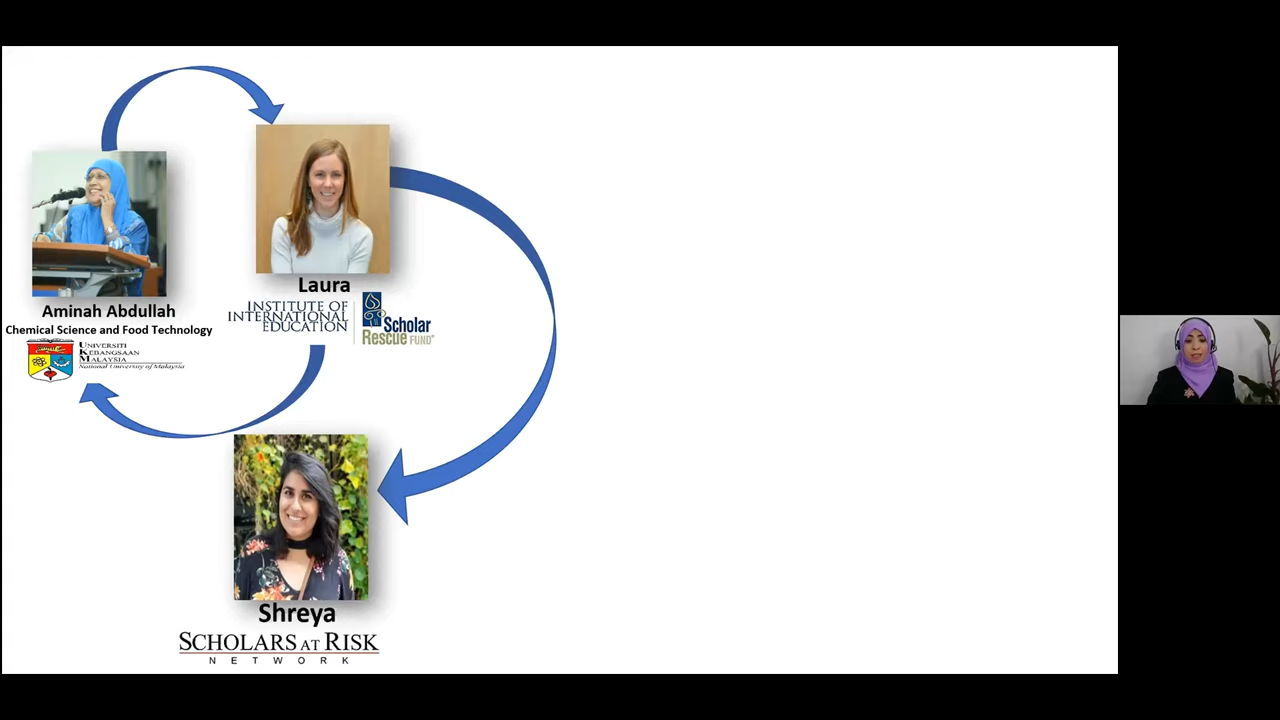 Aminah Abdullah
Chemical Science and Food Technology
UNIVERSITI
KEBANGSAAN
MALAYSIA
National University of Malaysia
Laura
INSTITUTE OF
INTERNATIONAL
EDUCATION
Scholar
Rescue FUND
Shreya
SCHOLARS AT RISK
NETWORK